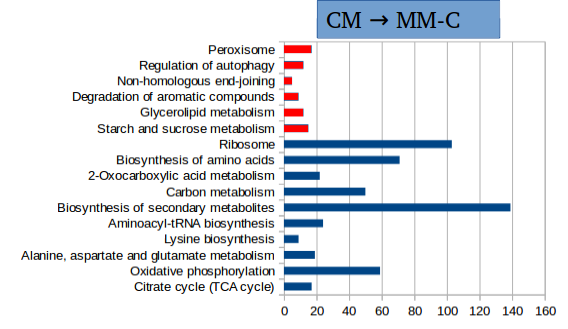 CM → MM-C
Peroxisome
Regulation of autophagy
Non-homologous end-joining
Degradation of aromatic compounds
Glycerolipid metabolism
Starch and sucrose metabolism
Ribosome
Biosynthesis of amino acids
2-Oxocarboxylic acid metabolism
Carbon metabolism
Biosynthesis of secondary metabolites
Aminoacyl-tRNA biosynthesis
Lysine biosynthesis
Alanine, aspartate and glutamate metabolism
Oxidative phosphorylation
Citrate cycle (TCA cycle)
0 20 40 60 80 100 120 140 160